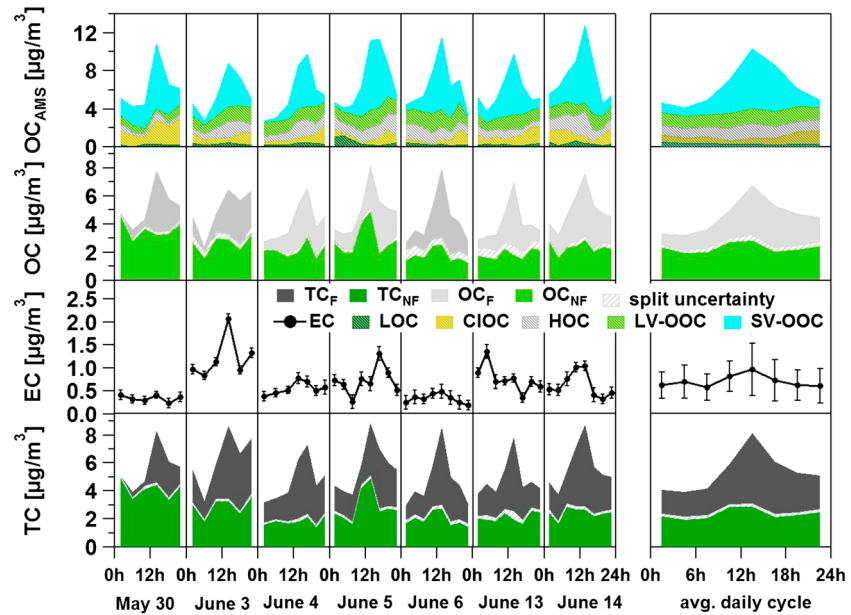 OC_AMS [µg/m³]
12
8
4
0
OC [µg/m³]
8
6
4
2
0
TC_F TC_NF OC_F OC_NF split uncertainty
EC LOC CIOC HOC LV-OOC SV-OOC
EC [µg/m³]
2.5
2.0
1.5
1.0
0.5
0.0
TC [µg/m³]
8
6
4
2
0
0h 12h 0h 12h 0h 12h 0h 12h 0h 12h 0h 12h 0h 12h 24h 0h 6h 12h 18h 24h
May 30 June 3 June 4 June 5 June 6 June 13 June 14 avg. daily cycle